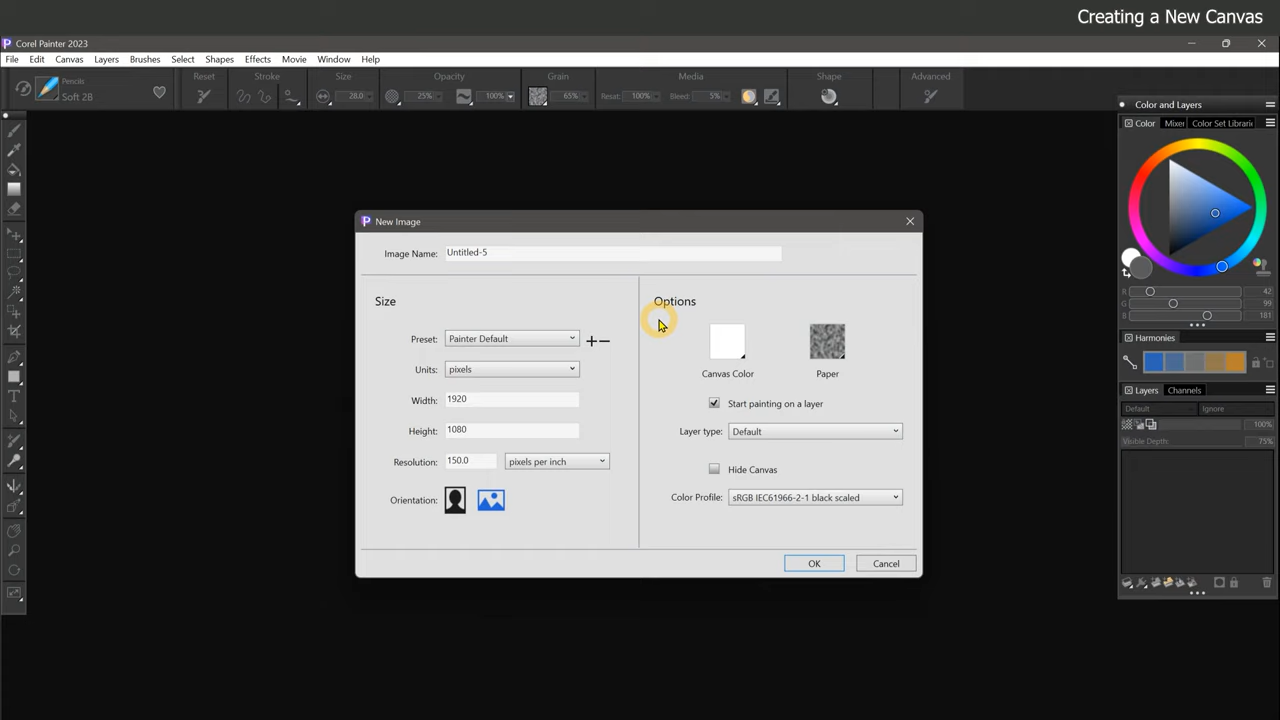 Creating a New Canvas
Corel Painter 2023
File Edit Canvas Layers Brushes Select Shapes Effects Movie Window Help
Reset Stroke Size Opacity Grain Media Shape Advanced
Pencils
Soft 2B
28.0 25% 100% 65% Resat: 100% Bleed: 5%
Color and Layers
Color Mixer Color Set Librarie
New Image
Image Name: Untitled-5
R 42
G 99
B 181
Size
Options
Harmonies
Preset: Painter Default
Units: pixels
Canvas Color Paper
Width: 1920
Start painting on a layer
Height: 1080
Layer type: Default
Resolution: 150.0 pixels per inch
Hide Canvas
Orientation:
Color Profile: sRGB IEC61966-2-1 black scaled
OK Cancel
Layers Channels
Default Ignore
100%
Visible Depth: 75%